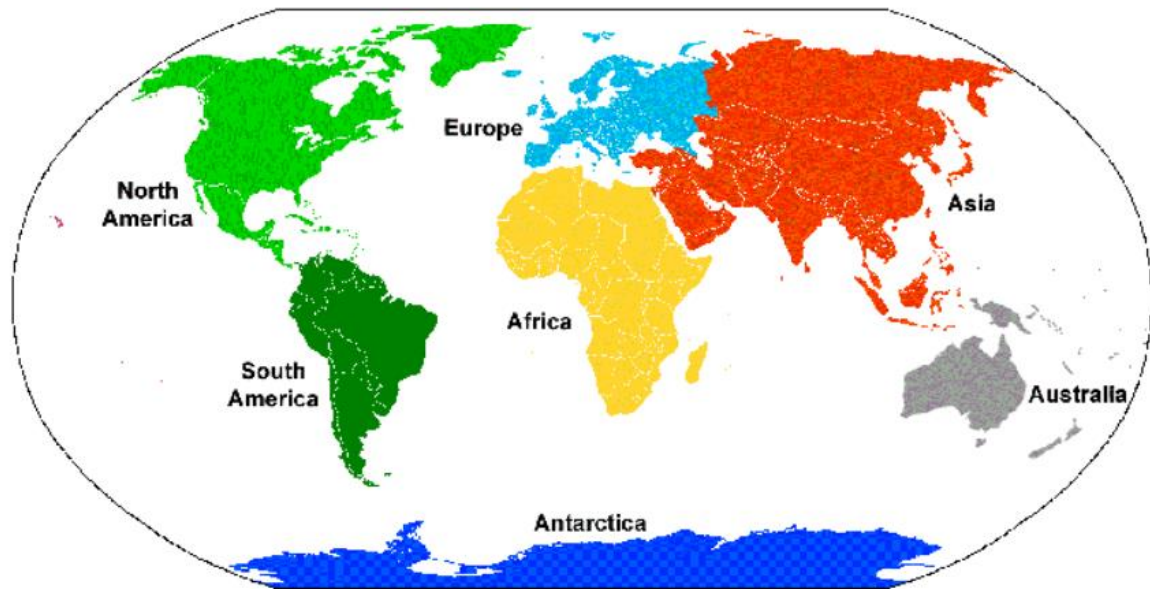 Europe
North
America
Asia
Africa
South
America
Australia
Antarctica